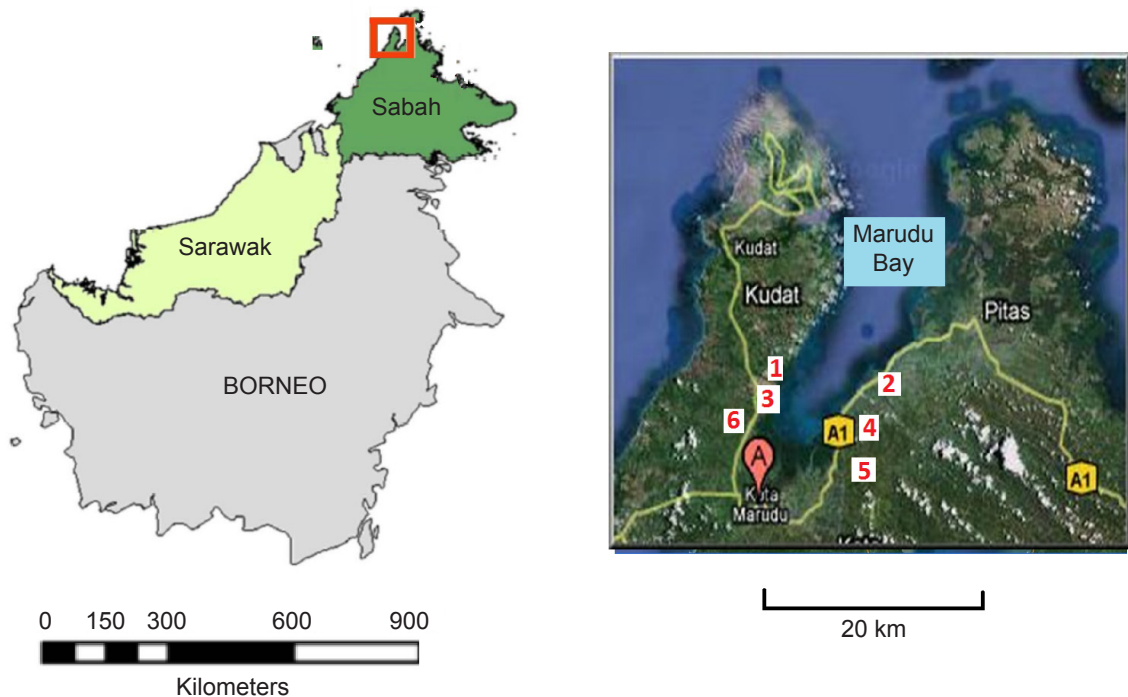 Sabah
Sarawak
BORNEO
0 150 300 600 900
Kilometers
Kudat
Marudu
Bay
Kudat
Pitas
1
2
3
6
4
A1
A
5
A1
Kota
Marudu
20 km